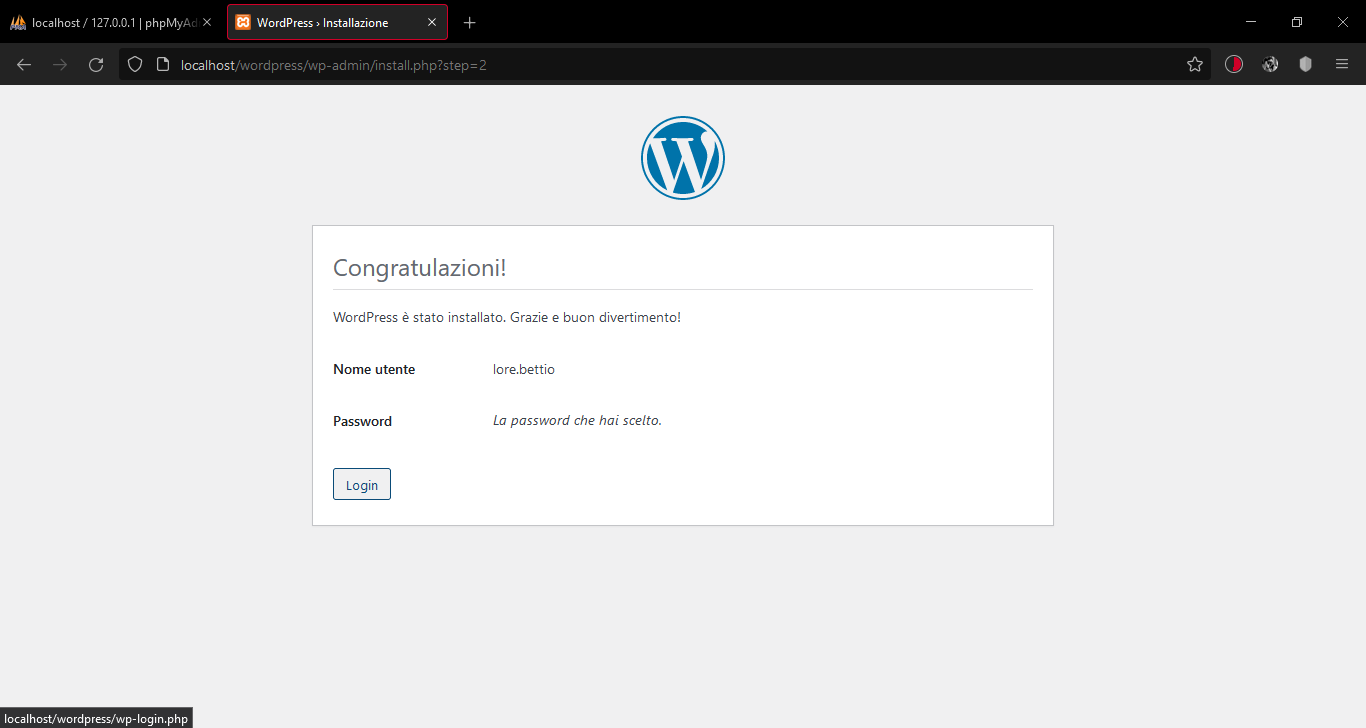 localhost / 127.0.0.1 | phpMyAd
WordPress › Installazione
localhost/wordpress/wp-admin/install.php?step=2
Congratulazioni!
WordPress è stato installato. Grazie e buon divertimento!
Nome utente lore.bettio
Password La password che hai scelto.
Login
localhost/wordpress/wp-login.php